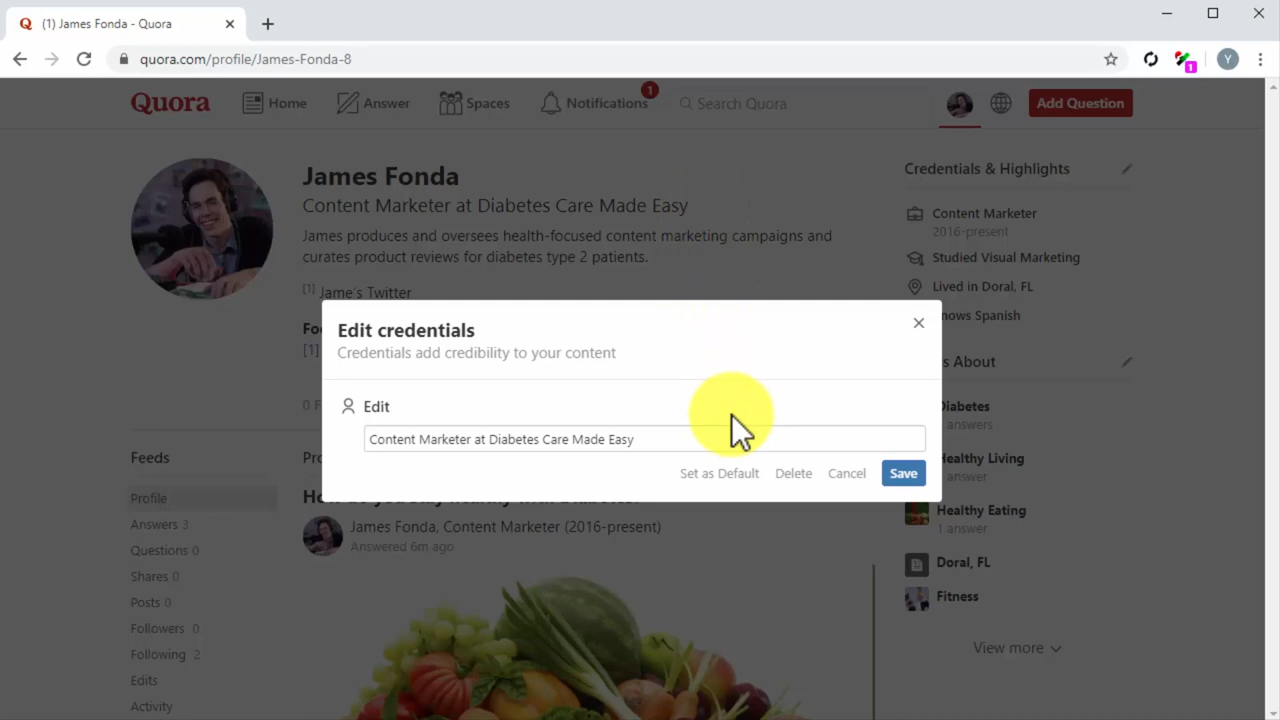 (1) James Fonda - Quora
quora.com/profile/James-Fonda-8
1
Y
Quora
Home
Answer
Spaces
Notifications
1
Search Quora
Add Question
James Fonda
Content Marketer at Diabetes Care Made Easy
James produces and oversees health-focused content marketing campaigns and
curates product reviews for diabetes type 2 patients.
[1] Jame's Twitter
[1]
Credentials & Highlights
Content Marketer
2016-present
Studied Visual Marketing
Lived in Doral, FL
nows Spanish
s About
Diabetes
answers
Healthy Living
answer
Healthy Eating
1 answer
Doral, FL
Fitness
View more
Edit credentials
Credentials add credibility to your content
Edit
Content Marketer at Diabetes Care Made Easy
Set as Default Delete Cancel Save
Feeds
Profile
Answers 3
Questions 0
Shares 0
Posts 0
Followers 0
Following 2
Edits
Activity
James Fonda, Content Marketer (2016-present)
Answered 6m ago